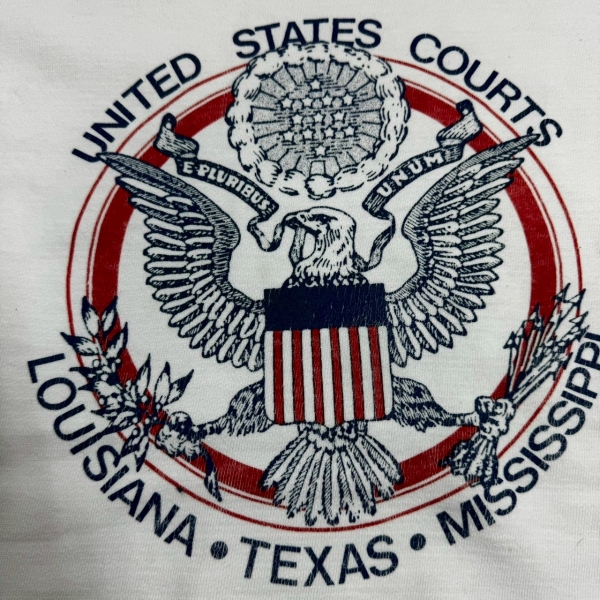 UNITED STATES COURTS
E PLURIBUS UNUM
LOUISIANA • TEXAS • MISSISSIPPI